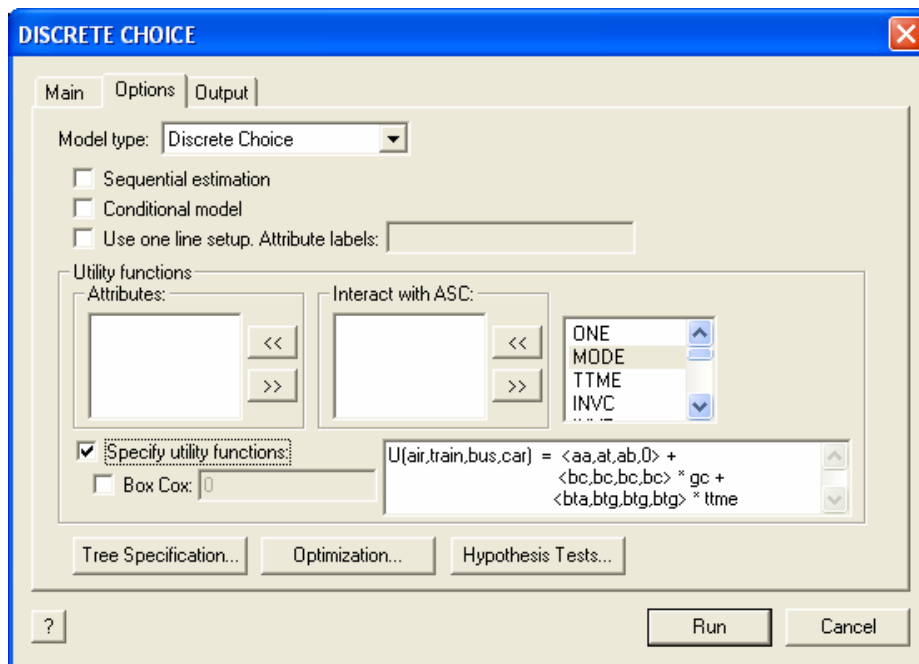 DISCRETE CHOICE
Main Options Output
Model type: Discrete Choice
Sequential estimation
Conditional model
Use one line setup. Attribute labels:
Utility functions
Attributes: Interact with ASC:
<< <<
>> >>
ONE
MODE
TTME
INVC
Specify utility functions:
Box Cox: 0
U(air,train,bus,car) = <aa,at,ab,0> +
<bc,bc,bc,bc> * gc +
<bta,btg,btg,btg> * ttme
Tree Specification... Optimization... Hypothesis Tests...
? Run Cancel